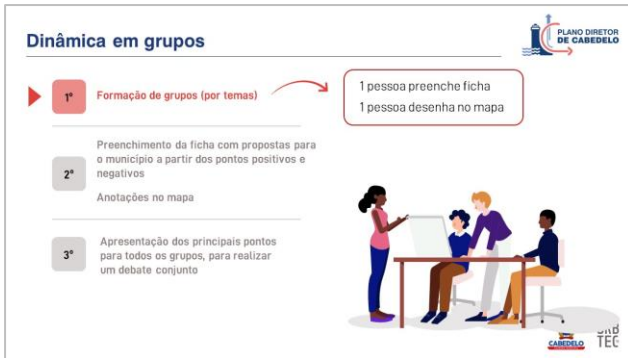 Dinâmica em grupos
PLANO DIRETOR
DE CABEDELO
1º
Formação de grupos (por temas)
1 pessoa preenche ficha
1 pessoa desenha no mapa
2º
Preenchimento da ficha com propostas para
o município a partir dos pontos positivos e
negativos
Anotações no mapa
3º
Apresentação dos principais pontos
para todos os grupos, para realizar
um debate conjunto
CABEDELO
TEC